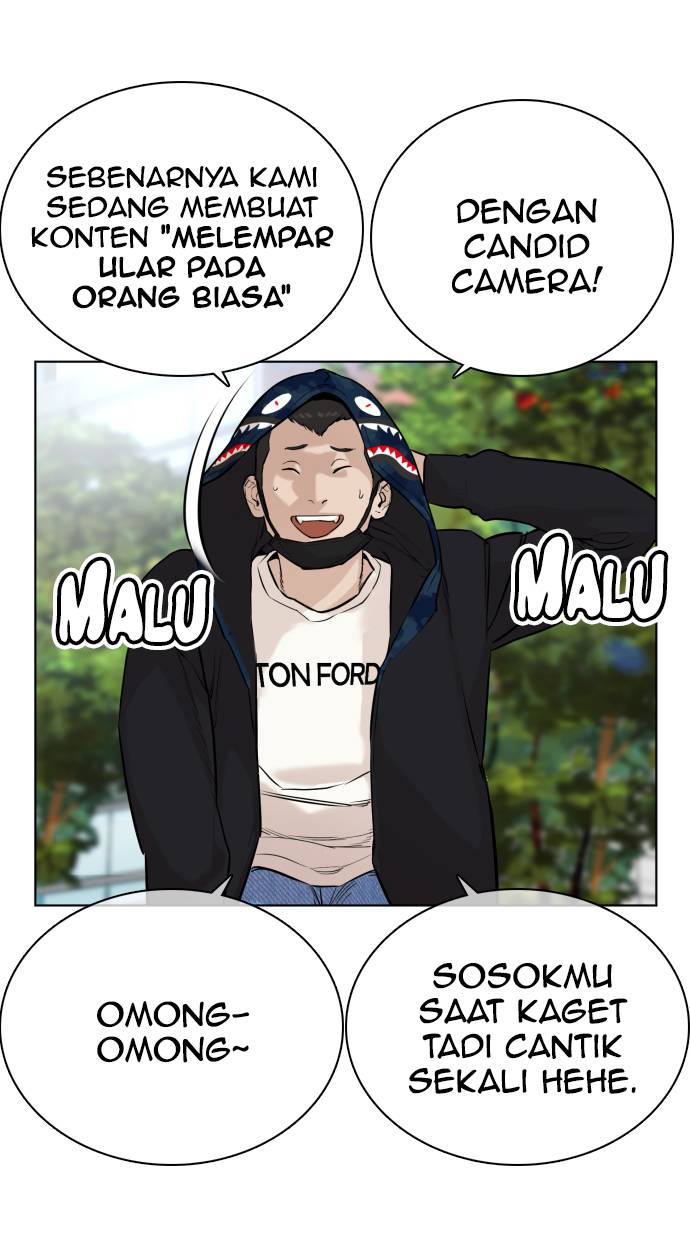 SEBENARNYA KAMI
SEDANG MEMBUAT
KONTEN "MELEMPAR
ULAR PADA
ORANG BIASA"
DENGAN
CANDID
CAMERA!
MALU
MALU
TON FORD
OMONG-
OMONG~
SOSOKMU
SAAT KAGET
TADI CANTIK
SEKALI HEHE.